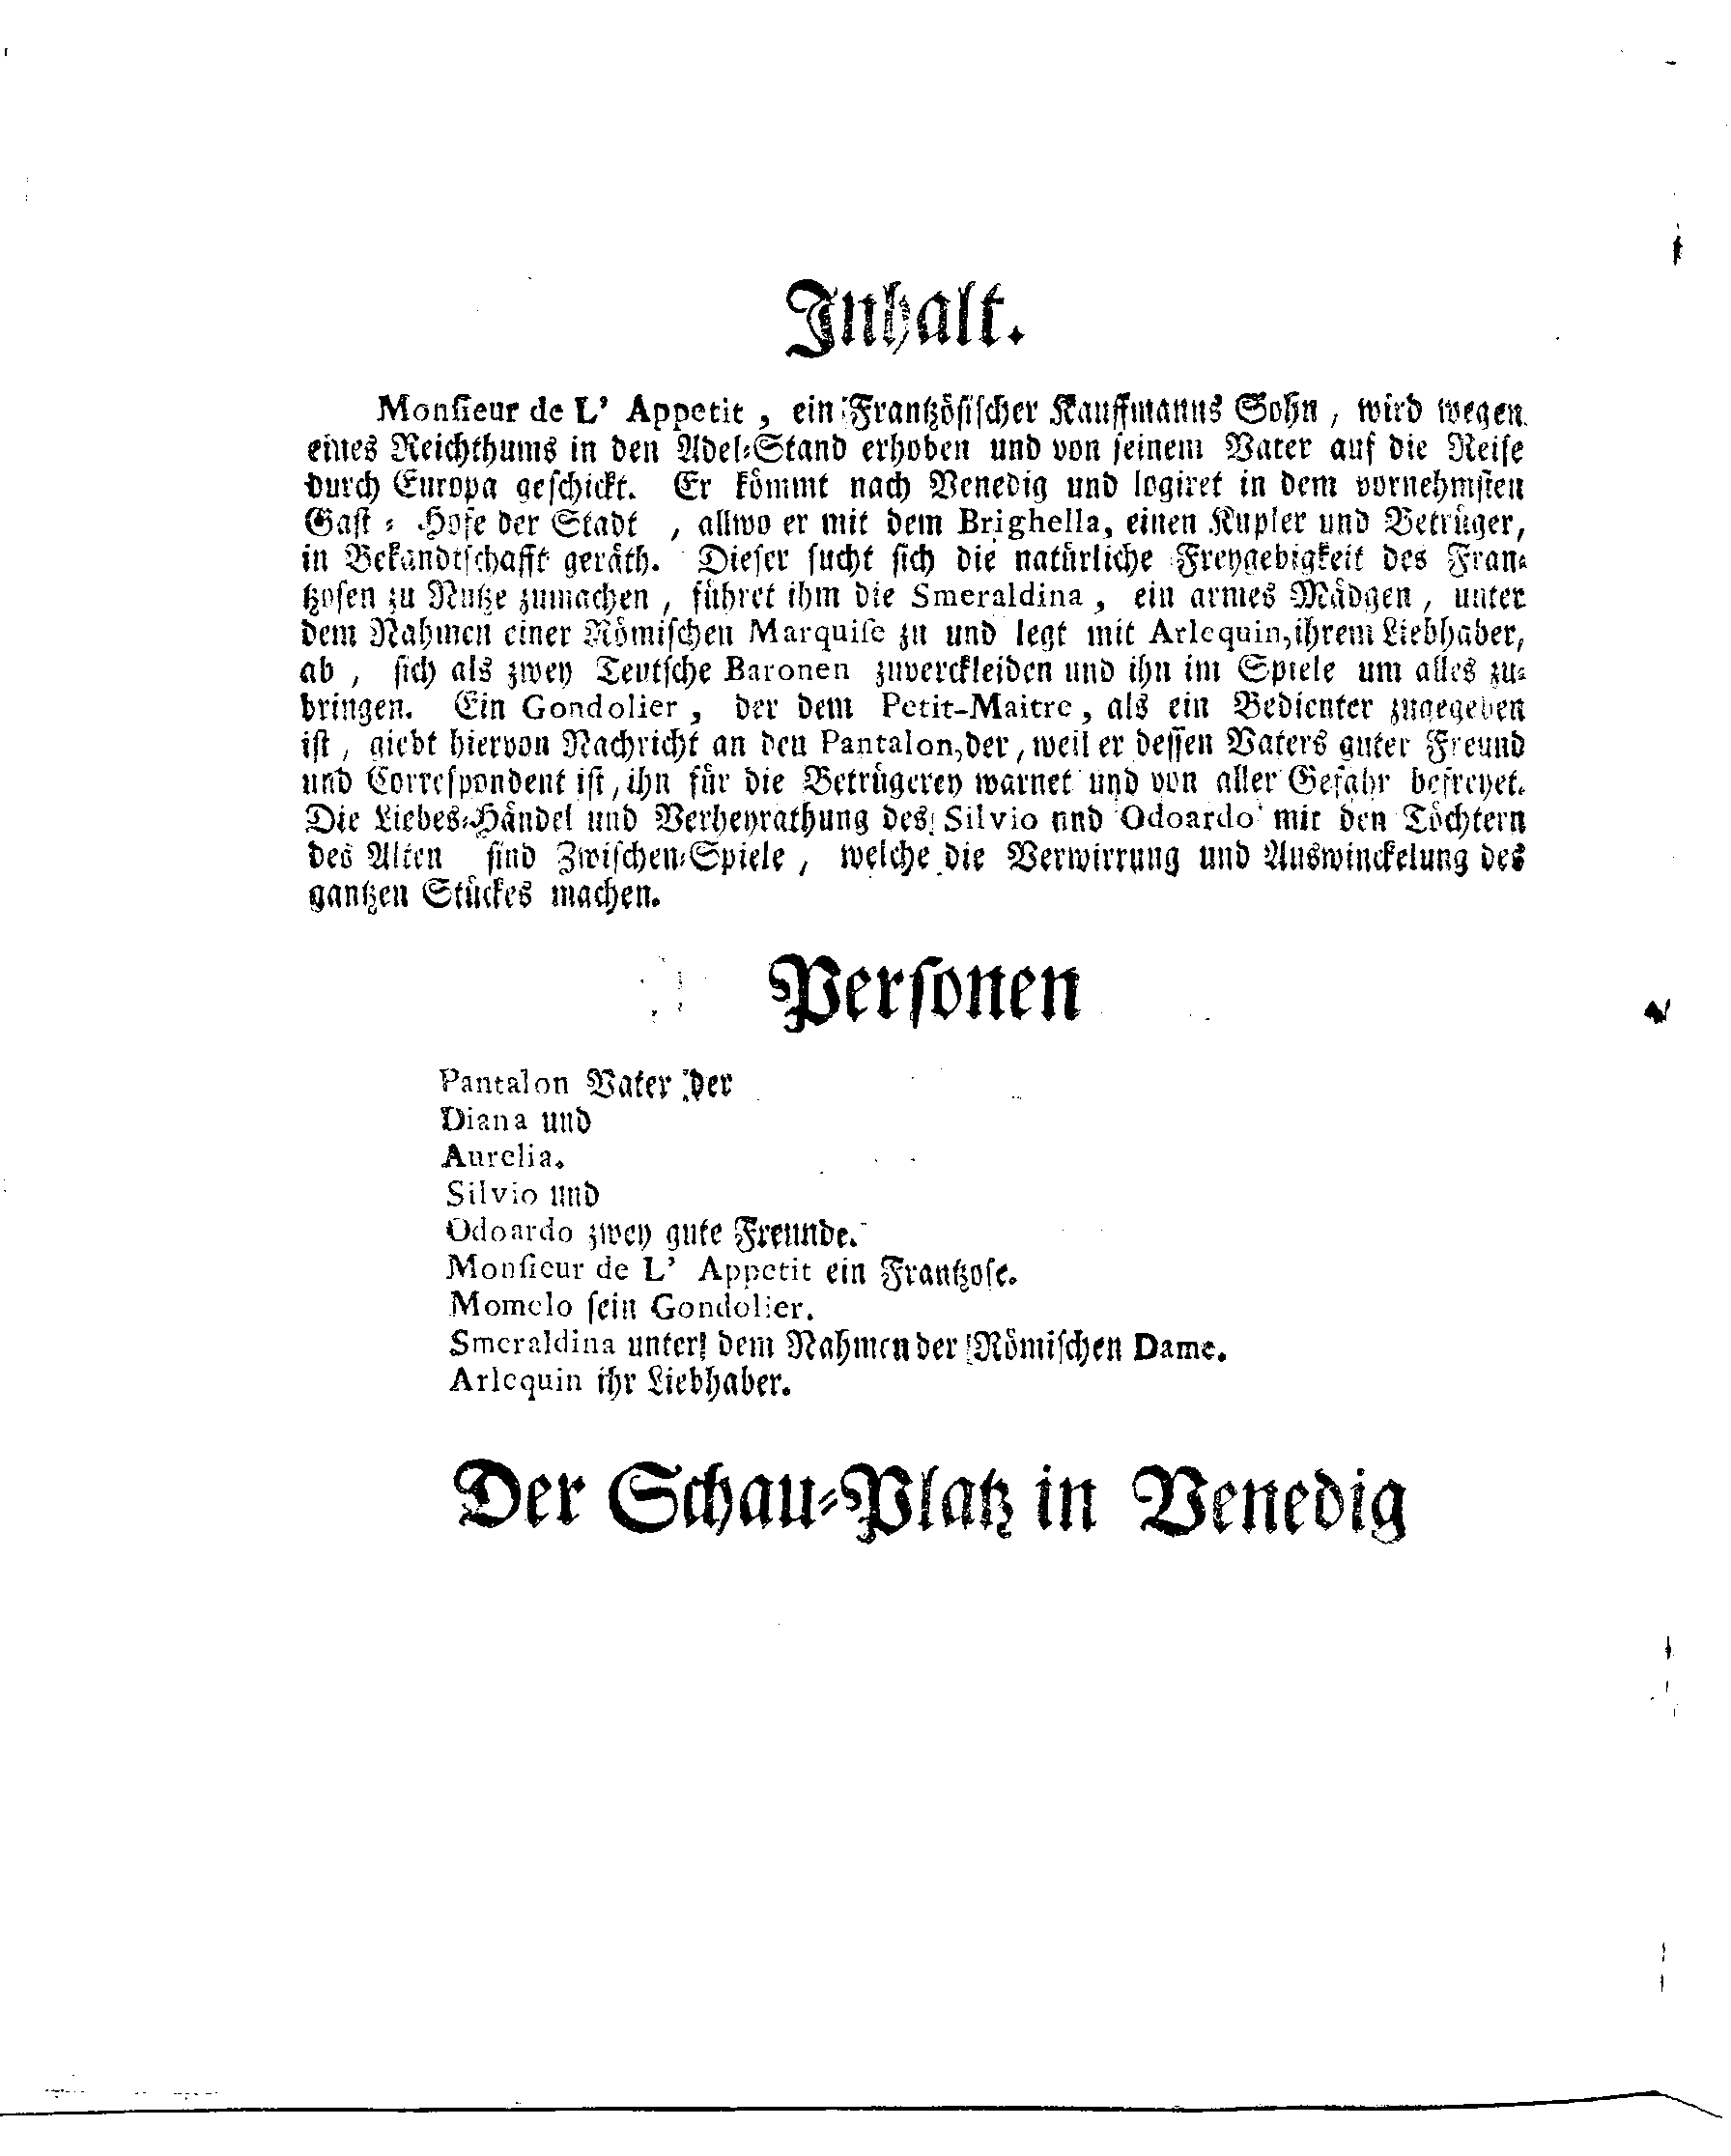 Inhalt.
Monsieur de L' Appetit, ein Frantzösischer Kauffmanns Sohn, wird wegen
eines Reichthums in den Adel-Stand erhoben und von seinem Vater auf die Reise
durch Europa geschickt. Er kömmt nach Venedig und logiret in dem vornehmsten
Gast-Hofe der Stadt, allwo er mit dem Brighella, einen Kupler und Betrüger,
in Bekandtschafft geräth. Dieser sucht sich die natürliche Freygebigkeit des Fran-
tzosen zu Nutze zumachen, führet ihm die Smeraldina, ein armes Mädgen, unter
dem Nahmen einer Römischen Marquise zu und legt mit Arlequin, ihrem Liebhaber,
ab, sich als zwey Teutsche Baronen zuverckleiden und ihn im Spiele um alles zu-
bringen. Ein Gondolier, der dem Petit-Maitre, als ein Bedienter zugegeben
ist, giebt hiervon Nachricht an den Pantalon, der, weil er dessen Vaters guter Freund
und Correspondent ist, ihn für die Betrügerey warnet und von aller Gefahr befreyet.
Die Liebes-Händel und Verheyrathung des Silvio und Odoardo mit den Töchtern
des Alten sind Zwischen-Spiele, welche die Verwirrung und Auswinckelung des
gantzen Stückes machen.
Personen
Pantalon Vater der
Diana und
Aurelia.
Silvio und
Odoardo zwey gute Freunde.
Monsieur de L' Appetit ein Frantzose.
Momolo sein Gondolier.
Smeraldina unter dem Nahmen der Römischen Dame.
Arlequin ihr Liebhaber.
Der Schau-Platz in Venedig